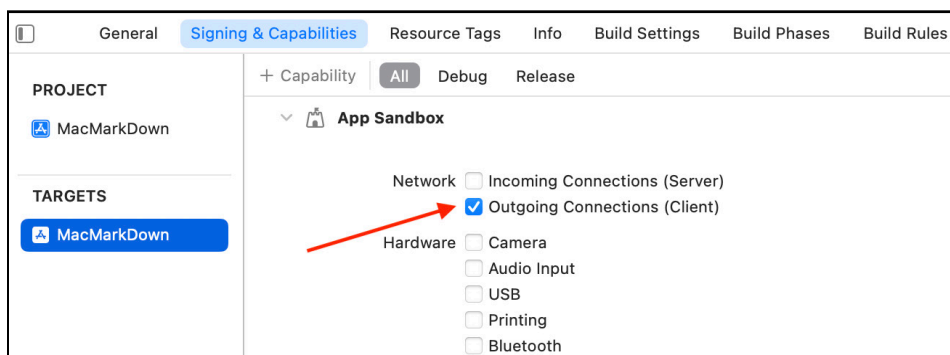 General Signing & Capabilities Resource Tags Info Build Settings Build Phases Build Rules
+ Capability All Debug Release
PROJECT
MacMarkDown
TARGETS
MacMarkDown
App Sandbox
Network Incoming Connections (Server)
Outgoing Connections (Client)
Hardware Camera
Audio Input
USB
Printing
Bluetooth